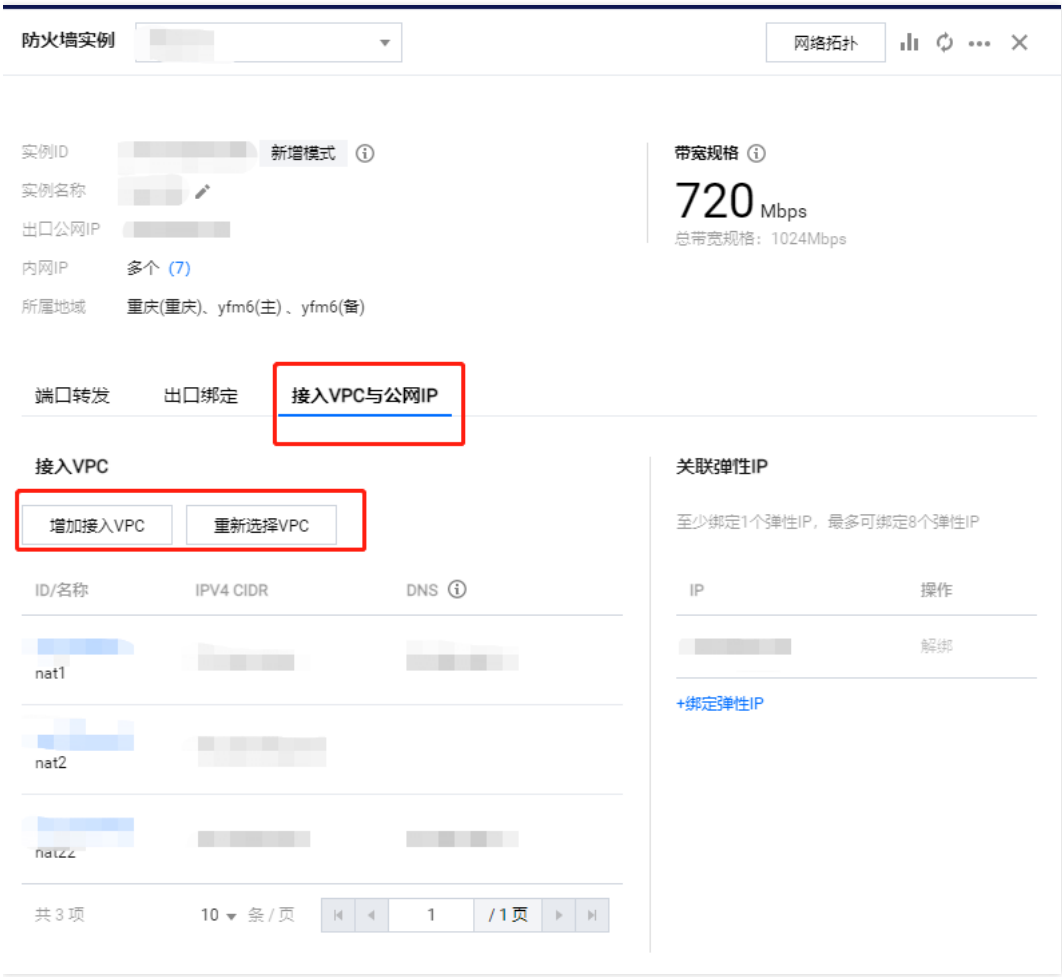 防火墙实例
网络拓扑
实例ID 新增模式
实例名称
出口公网IP
内网IP 多个 (7)
所属地域 重庆(重庆)、yfm6(主) 、yfm6(备)
带宽规格
720 Mbps
总带宽规格：1024Mbps
端口转发 出口绑定 接入VPC与公网IP
接入VPC
增加接入VPC 重新选择VPC
ID/名称 IPV4 CIDR DNS
nat1
nat2
nat22
共 3 项 10 条 / 页 1 / 1 页
关联弹性IP
至少绑定1个弹性IP，最多可绑定8个弹性IP
IP 操作
解绑
+绑定弹性IP